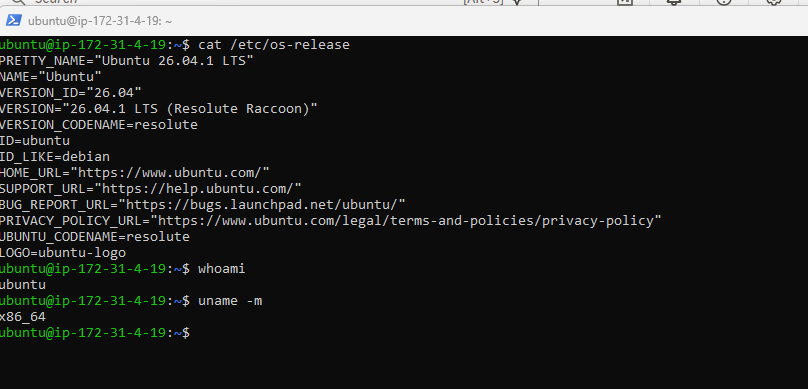 Search
[Alt+S]
ubuntu@ip-172-31-4-19: ~
ubuntu@ip-172-31-4-19:~$ cat /etc/os-release
PRETTY_NAME="Ubuntu 26.04.1 LTS"
NAME="Ubuntu"
VERSION_ID="26.04"
VERSION="26.04.1 LTS (Resolute Raccoon)"
VERSION_CODENAME=resolute
ID=ubuntu
ID_LIKE=debian
HOME_URL="https://www.ubuntu.com/"
SUPPORT_URL="https://help.ubuntu.com/"
BUG_REPORT_URL="https://bugs.launchpad.net/ubuntu/"
PRIVACY_POLICY_URL="https://www.ubuntu.com/legal/terms-and-policies/privacy-policy"
UBUNTU_CODENAME=resolute
LOGO=ubuntu-logo
ubuntu@ip-172-31-4-19:~$ whoami
ubuntu
ubuntu@ip-172-31-4-19:~$ uname -m
x86_64
ubuntu@ip-172-31-4-19:~$